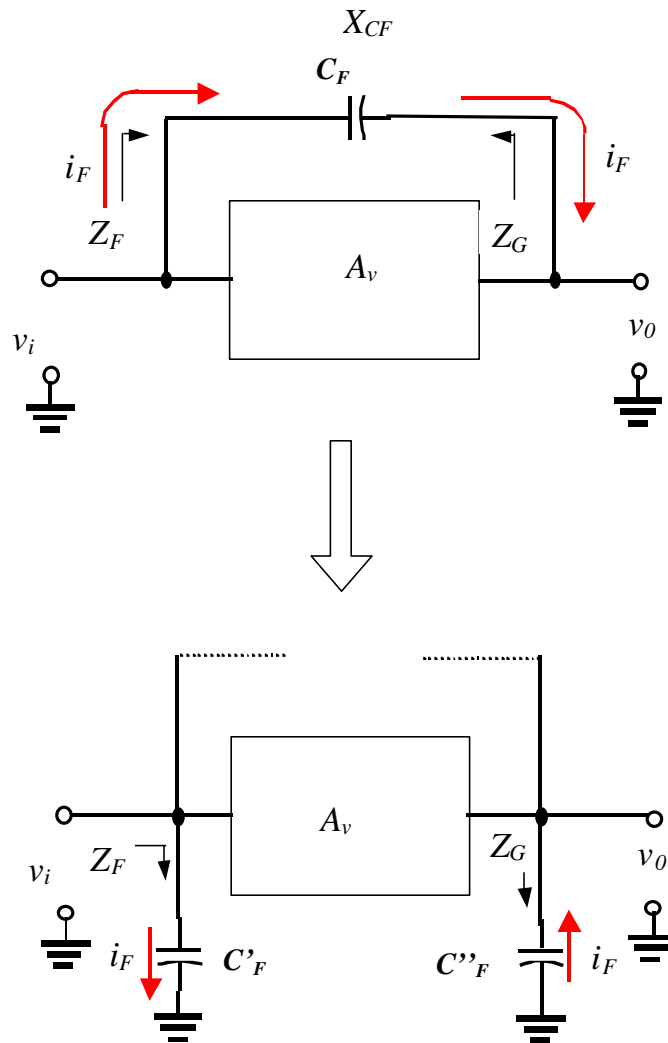 X_CF
C_F
i_F
i_F
Z_F
Z_G
A_v
v_i
v_0
A_v
Z_F
Z_G
v_i
v_0
i_F
C'_F
C''_F
i_F